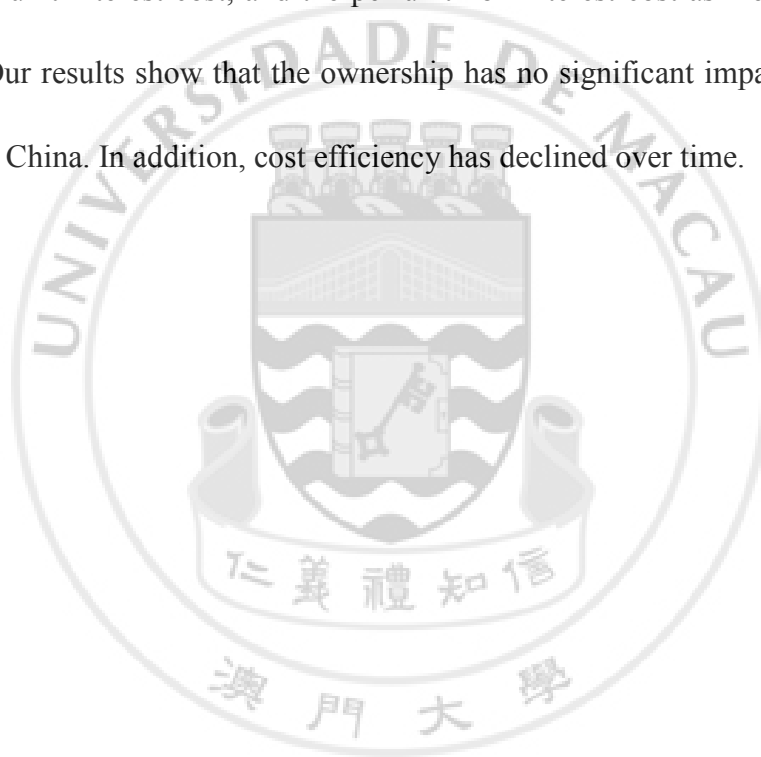 Our results show that the ownership has no significant
China. In addition, cost efficiency has declined over time.
UNIVERSIDADE DE MACAU
仁義禮知信
澳門大學